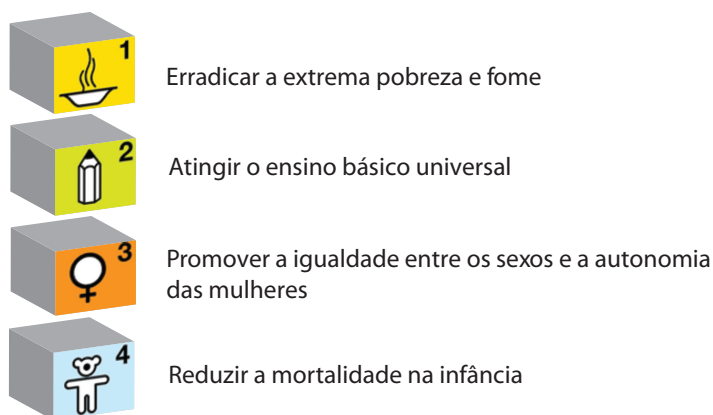 1
Erradicar a extrema pobreza e fome
2
Atingir o ensino básico universal
3
Promover a igualdade entre os sexos e a autonomia
das mulheres
4
Reduzir a mortalidade na infância